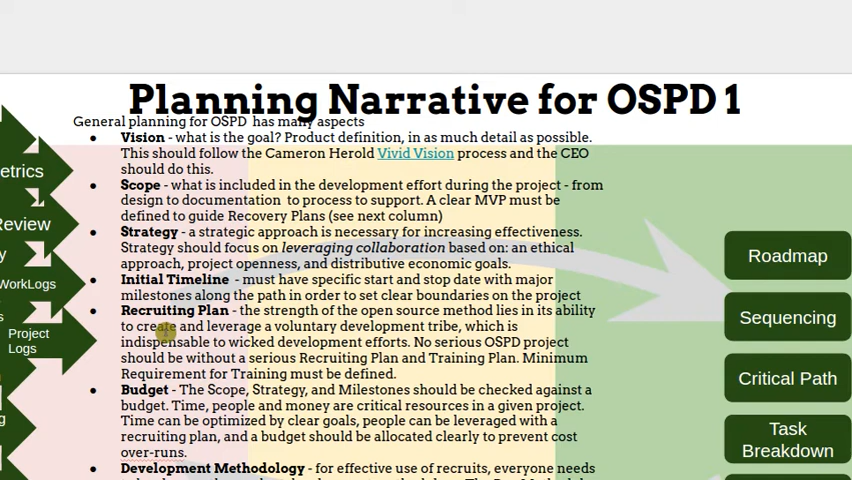 Planning Narrative for OSPD 1
General planning for OSPD has many aspects
● Vision - what is the goal? Product definition, in as much detail as possible.
This should follow the Cameron Herold Vivid Vision process and the CEO
should do this.
● Scope - what is included in the development effort during the project - from
design to documentation to process to support. A clear MVP must be
defined to guide Recovery Plans (see next column)
● Strategy - a strategic approach is necessary for increasing effectiveness.
Strategy should focus on leveraging collaboration based on: an ethical
approach, project openness, and distributive economic goals.
● Initial Timeline - must have specific start and stop date with major
milestones along the path in order to set clear boundaries on the project
● Recruiting Plan - the strength of the open source method lies in its ability
to create and leverage a voluntary development tribe, which is
indispensable to wicked development efforts. No serious OSPD project
should be without a serious Recruiting Plan and Training Plan. Minimum
Requirement for Training must be defined.
● Budget - The Scope, Strategy, and Milestones should be checked against a
budget. Time, people and money are critical resources in a given project.
Time can be optimized by clear goals, people can be leveraged with a
recruiting plan, and a budget should be allocated clearly to prevent cost
over-runs.
● Development Methodology - for effective use of recruits, everyone needs
etrics
Review
y
WorkLogs
s
Project
Logs
g
Roadmap
Sequencing
Critical Path
Task
Breakdown